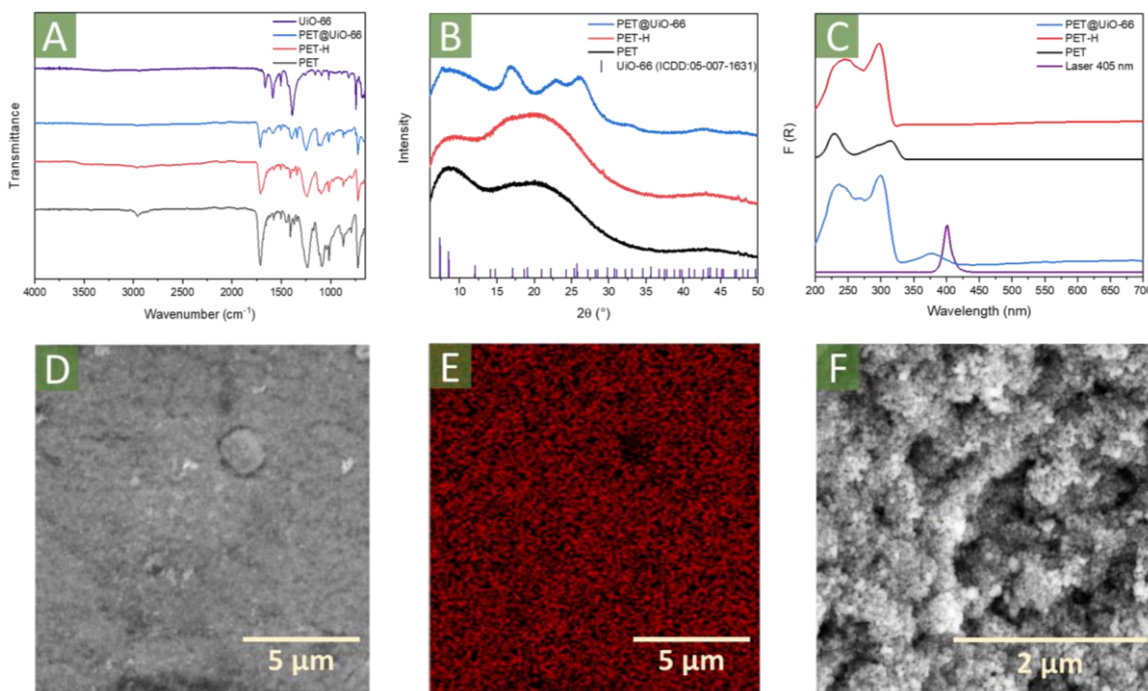 A
UiO-66
PET@UiO-66
PET-H
PET
Transmittance
4000 3500 3000 2500 2000 1500 1000
Wavenumber (cm⁻¹)
B
PET@UiO-66
PET-H
PET
UiO-66 (ICDD:05-007-1631)
Intensity
10 15 20 25 30 35 40 45 50
2θ (°)
C
PET@UiO-66
PET-H
PET
Laser 405 nm
F (R)
200 250 300 350 400 450 500 550 600 650 700
Wavelength (nm)
D
5 µm
E
5 µm
F
2 µm